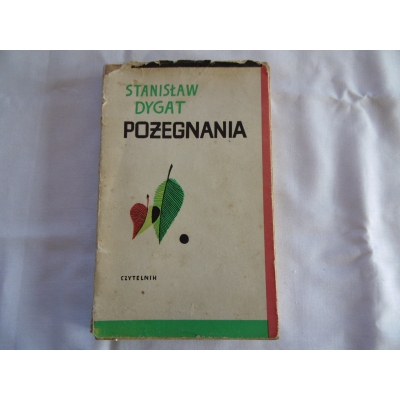 STANISŁAW
DYGAT
POŻEGNANIA
CZYTELNIK